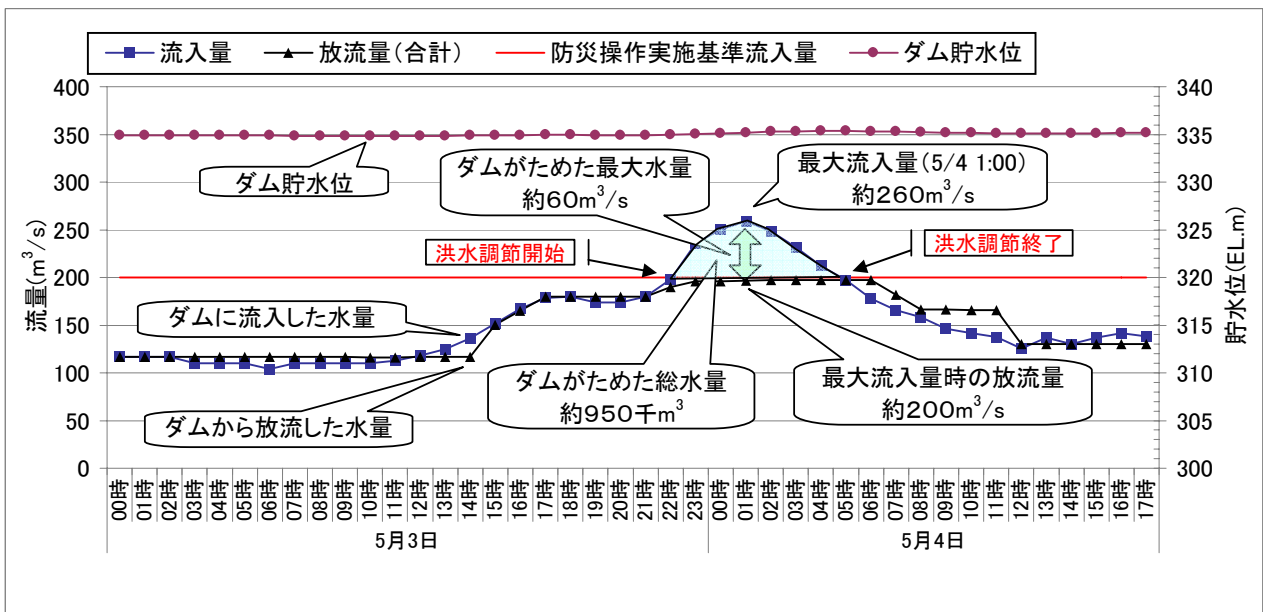 流入量 放流量(合計) 防災操作実施基準流入量 ダム貯水位
400
350
300
250
200
150
100
50
0
流量(m³/s)
340
335
330
325
320
315
310
305
300
貯水位(EL.m)
ダム貯水位
ダムがためた最大水量
約60m³/s
最大流入量(5/4 1:00)
約260m³/s
洪水調節開始
洪水調節終了
ダムに流入した水量
ダムから放流した水量
ダムがためた総水量
約950千m³
最大流入量時の放流量
約200m³/s
00時 01時 02時 03時 04時 05時 06時 07時 08時 09時 10時 11時 12時 13時 14時 15時 16時 17時 18時 19時 20時 21時 22時 23時 00時 01時 02時 03時 04時 05時 06時 07時 08時 09時 10時 11時 12時 13時 14時 15時 16時 17時
5月3日 5月4日